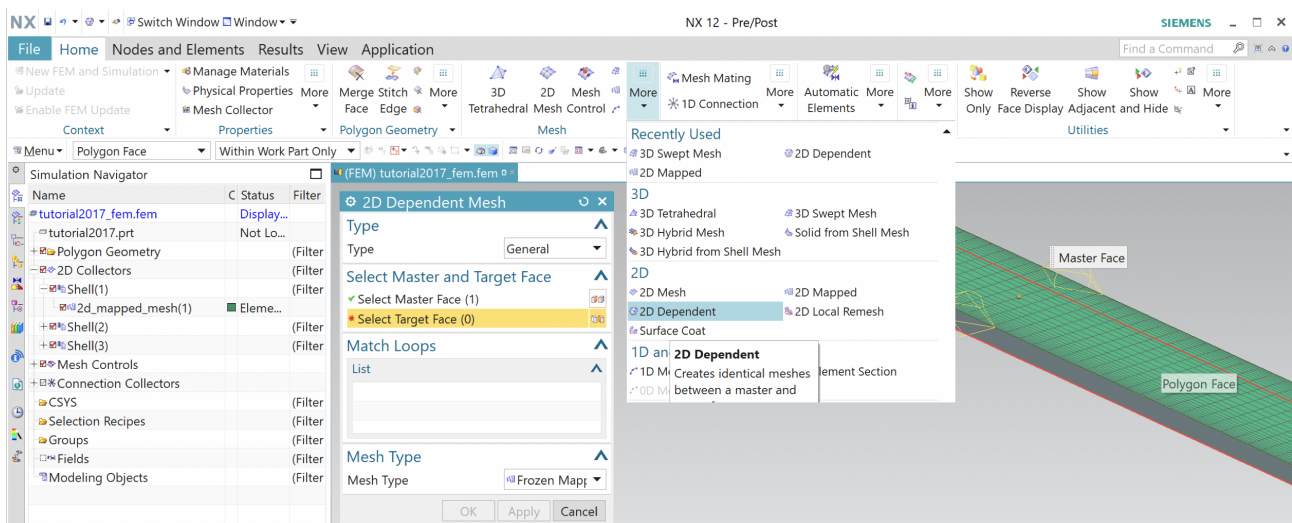 NX Switch Window Window NX 12 - Pre/Post SIEMENS
File Home Nodes and Elements Results View Application Find a Command
New FEM and Simulation
Update
Enable FEM Update
Context
Manage Materials
Physical Properties
Mesh Collector
More
Properties
Merge Face
Stitch Edge
More
Polygon Geometry
3D Tetrahedral
2D Mesh
Mesh Control
Mesh
More
Mesh Mating
1D Connection
More
Automatic Elements
More
More
Show Only
Reverse Face Display
Show Adjacent
Show and Hide
More
Utilities
Menu Polygon Face Within Work Part Only
Simulation Navigator
Name C Status Filter
tutorial2017_fem.fem Display...
tutorial2017.prt Not Lo...
Polygon Geometry (Filter
2D Collectors (Filter
Shell(1) (Filter
2d_mapped_mesh(1) Eleme...
Shell(2) (Filter
Shell(3) (Filter
Mesh Controls
Connection Collectors
CSYS (Filter
Selection Recipes (Filter
Groups (Filter
Fields (Filter
Modeling Objects (Filter
(FEM) tutorial2017_fem.fem
2D Dependent Mesh
Type
Type General
Select Master and Target Face
Select Master Face (1)
* Select Target Face (0)
Match Loops
List
Mesh Type
Mesh Type Frozen Mapp
OK Apply Cancel
Recently Used
3D Swept Mesh 2D Dependent
2D Mapped
3D
3D Tetrahedral 3D Swept Mesh
3D Hybrid Mesh Solid from Shell Mesh
3D Hybrid from Shell Mesh
2D
2D Mesh 2D Mapped
2D Dependent 2D Local Remesh
Surface Coat
1D an
1D M lement Section
0D M
2D Dependent
Creates identical meshes
between a master and
Master Face
Polygon Face